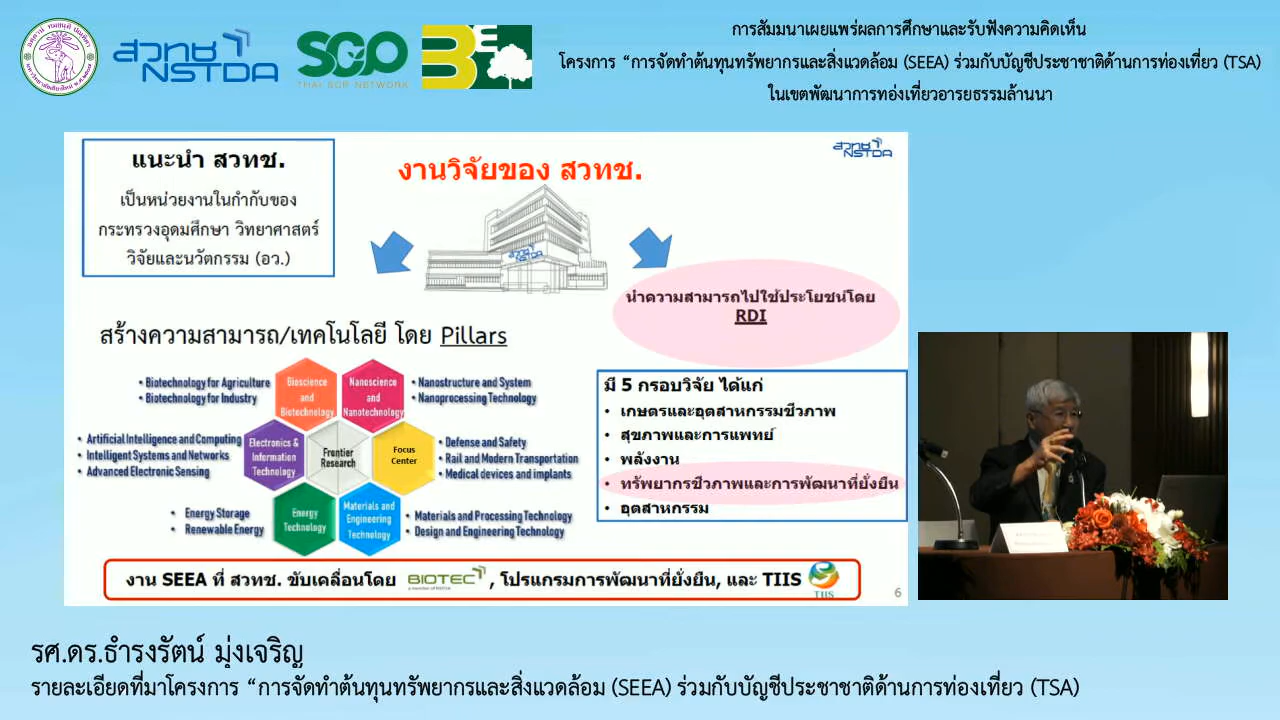 สวทช
NSTDA
SCP
THAI SCP NETWORK
การสัมมนาเผยแพร่ผลการศึกษาและรับฟังความคิดเห็น
โครงการ “การจัดทำต้นทุนทรัพยากรและสิ่งแวดล้อม (SEEA) ร่วมกับบัญชีประชาชาติด้านการท่องเที่ยว (TSA)
ในเขตพัฒนาการทอ่งเที่ยวอารยธรรมล้านนา
แนะนำ สวทช.
เป็นหน่วยงานในกำกับของ
กระทรวงอุดมศึกษา วิทยาศาสตร์
วิจัยและนวัตกรรม (อว.)
งานวิจัยของ สวทช.
สวทช
NSTDA
สวทช
NSTDA
นำความสามารถไปใช้ประโยชน์โดย
RDI
สร้างความสามารถ/เทคโนโลยี โดย Pillars
• Biotechnology for Agriculture
• Biotechnology for Industry
Bioscience
and
Biotechnology
Nanoscience
and
Nanotechnology
• Nanostructure and System
• Nanoprocessing Technology
• Artificial Intelligence and Computing
• Intelligent Systems and Networks
• Advanced Electronic Sensing
Electronics &
Information
Technology
Frontier
Research
Focus
Center
• Defense and Safety
• Rail and Modern Transportation
• Medical devices and implants
• Energy Storage
• Renewable Energy
Energy
Technology
Materials and
Engineering
Technology
• Materials and Processing Technology
• Design and Engineering Technology
มี 5 กรอบวิจัย ได้แก่
• เกษตรและอุตสาหกรรมชีวภาพ
• สุขภาพและการแพทย์
• พลังงาน
• ทรัพยากรชีวภาพและการพัฒนาที่ยั่งยืน
• อุตสาหกรรม
งาน SEEA ที่ สวทช. ขับเคลื่อนโดย BIOTEC, โปรแกรมการพัฒนาที่ยั่งยืน, และ TIIS
TIIS
6
รศ.ดร.ธำรงรัตน์ มุ่งเจริญ
รายละเอียดที่มาโครงการ “การจัดทำต้นทุนทรัพยากรและสิ่งแวดล้อม (SEEA) ร่วมกับบัญชีประชาชาติด้านการท่องเที่ยว (TSA)